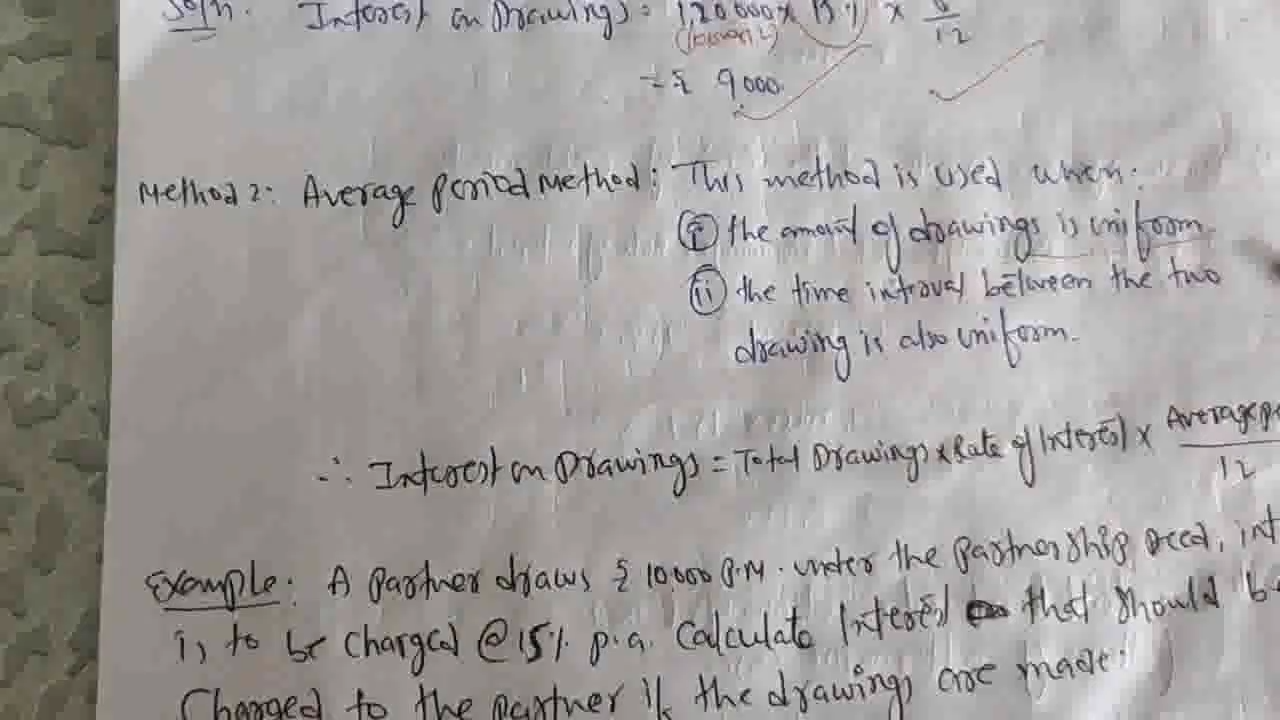 Soln. Interest on Drawings = 1,20,000 x 15% x 6/12
= ₹ 9000
Method 2: Average Period Method: This method is used when:
(i) the amount of drawings is uniform
(ii) the time intraval between the two
drawing is also uniform.
∴ Interest on Drawings = Total Drawings x Rate of Interest x Average p
12
Example: A partner draws ₹ 10,000 P.M. under the partnership deed, int
is to be charged @ 15% p.a. Calculate Interest that should be
Charged to the partner if the drawings are made: